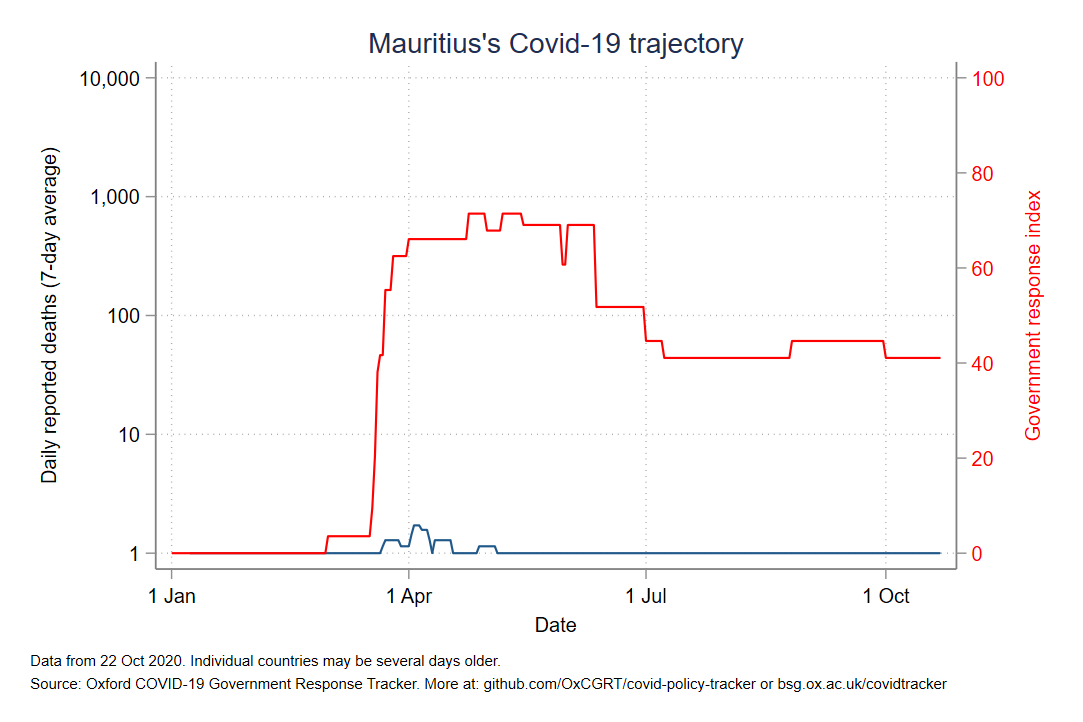 Mauritius's Covid-19 trajectory
10,000
1,000
100
10
1
Daily reported deaths (7-day average)
100
80
60
40
20
0
Government response index
1 Jan 1 Apr 1 Jul 1 Oct
Date
Data from 22 Oct 2020. Individual countries may be several days older.
Source: Oxford COVID-19 Government Response Tracker. More at: github.com/OxCGRT/covid-policy-tracker or bsg.ox.ac.uk/covidtracker